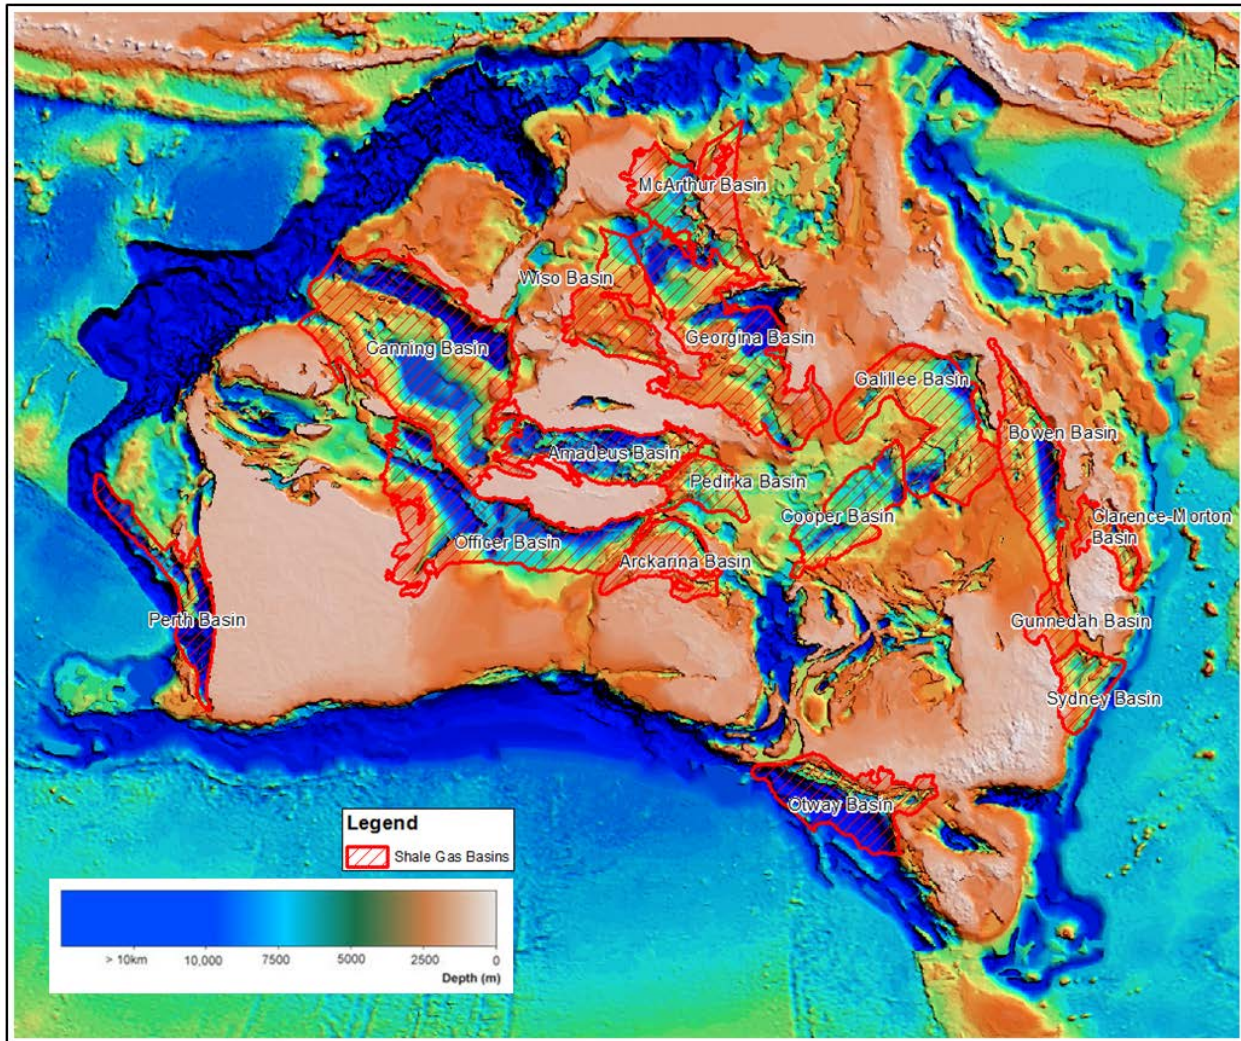 McArthur Basin
Wiso Basin
Georgina Basin
Canning Basin
Galillee Basin
Bowen Basin
Amadeus Basin
Pedirka Basin
Cooper Basin
Clarence-Morton
Basin
Officer Basin
Arckarina Basin
Perth Basin
Gunnedah Basin
Sydney Basin
Otway Basin
Legend
Shale Gas Basins
> 10km 10,000 7500 5000 2500 0
Depth (m)